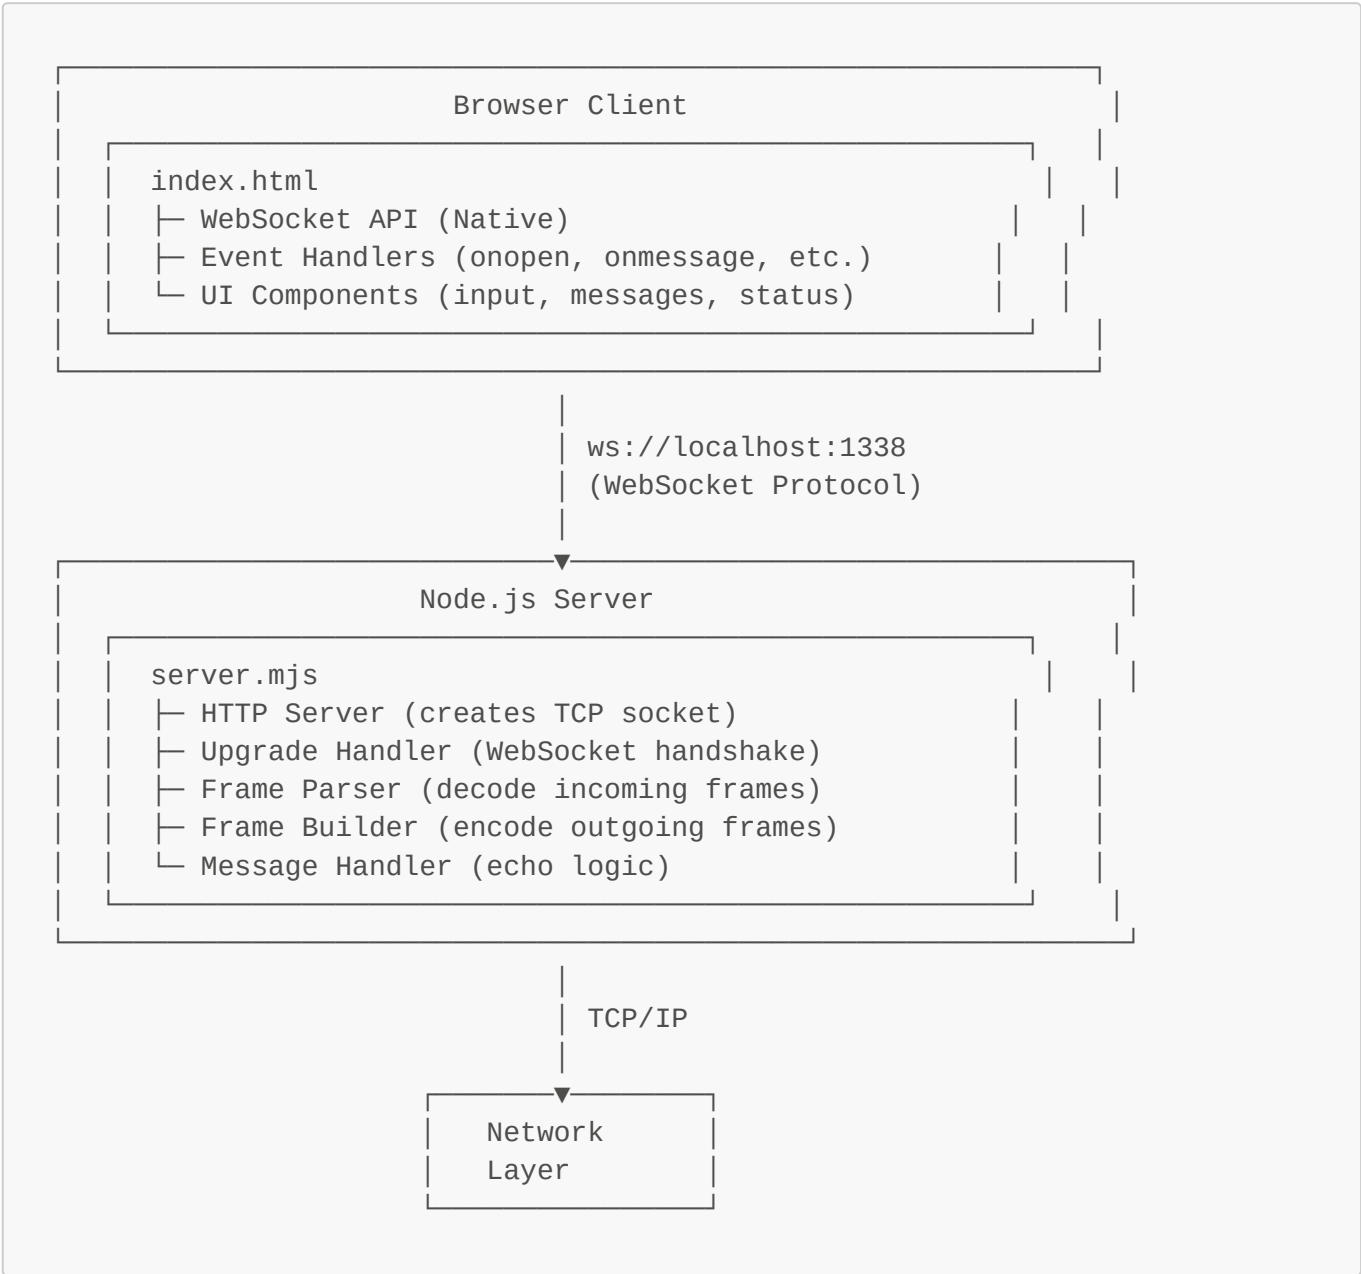 Browser Client
index.html
├─ WebSocket API (Native)
├─ Event Handlers (onopen, onmessage, etc.)
└─ UI Components (input, messages, status)
ws://localhost:1338
(WebSocket Protocol)
Node.js Server
server.mjs
├─ HTTP Server (creates TCP socket)
├─ Upgrade Handler (WebSocket handshake)
├─ Frame Parser (decode incoming frames)
├─ Frame Builder (encode outgoing frames)
└─ Message Handler (echo logic)
TCP/IP
Network
Layer